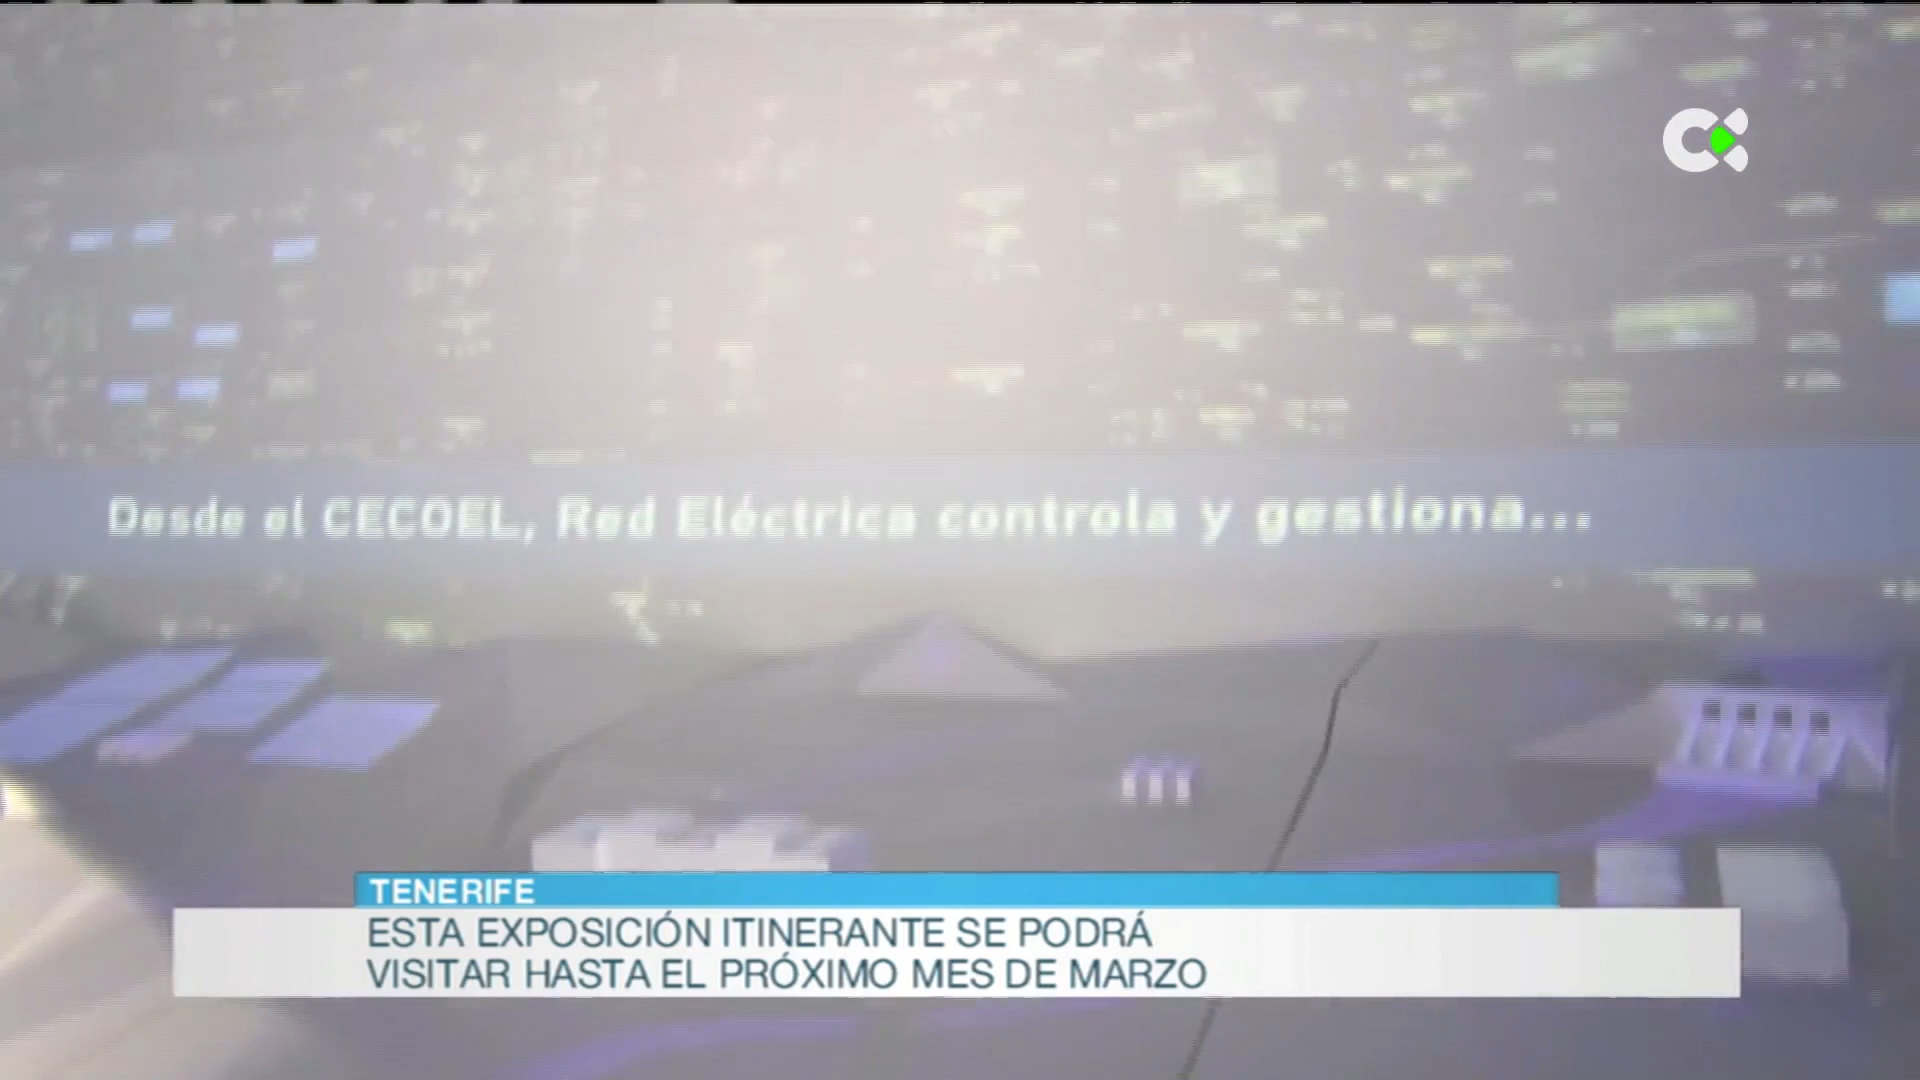 Desde el CECOEL, Red Eléctrica controla y gestiona...
TENERIFE
ESTA EXPOSICIÓN ITINERANTE SE PODRÁ
VISITAR HASTA EL PRÓXIMO MES DE MARZO